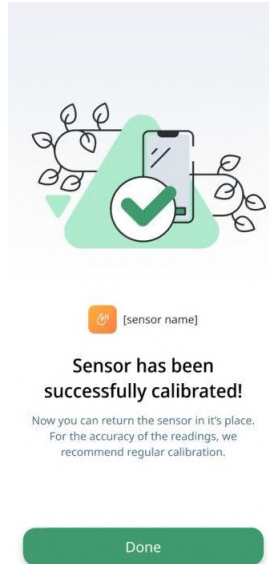 [sensor name]
Sensor has been
successfully calibrated!
Now you can return the sensor in it's place.
For the accuracy of the readings, we
recommend regular calibration.
Done